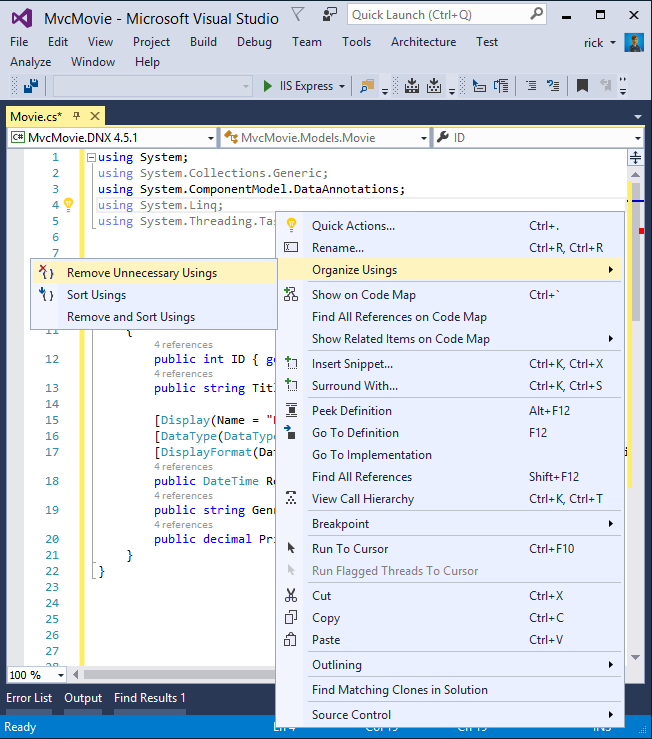 MvcMovie - Microsoft Visual Studio
Quick Launch (Ctrl+Q)
File Edit View Project Build Debug Team Tools Architecture Test rick
Analyze Window Help
IIS Express
Movie.cs*
C# MvcMovie.DNX 4.5.1 MvcMovie.Models.Movie ID
1 using System;
2 using System.Collections.Generic;
3 using System.ComponentModel.DataAnnotations;
4 using System.Linq;
5 using System.Threading.Tas
6
7
Quick Actions... Ctrl+.
Rename... Ctrl+R, Ctrl+R
Organize Usings
Show on Code Map Ctrl+`
Find All References on Code Map
Show Related Items on Code Map
Insert Snippet... Ctrl+K, Ctrl+X
Surround With... Ctrl+K, Ctrl+S
Peek Definition Alt+F12
Go To Definition F12
Go To Implementation
Find All References Shift+F12
View Call Hierarchy Ctrl+K, Ctrl+T
Breakpoint
Run To Cursor Ctrl+F10
Run Flagged Threads To Cursor
Cut Ctrl+X
Copy Ctrl+C
Paste Ctrl+V
Outlining
Find Matching Clones in Solution
Source Control
Remove Unnecessary Usings
Sort Usings
Remove and Sort Usings
{
4 references
12 public int ID { ge
4 references
13 public string Titl
14
15 [Display(Name = "
16 [DataType(DataType
17 [DisplayFormat(Dat
4 references
18 public DateTime Re
4 references
19 public string Genr
4 references
20 public decimal Pri
21 }
22 }
23
24
25
26
27
100 %
Error List Output Find Results 1
Ready